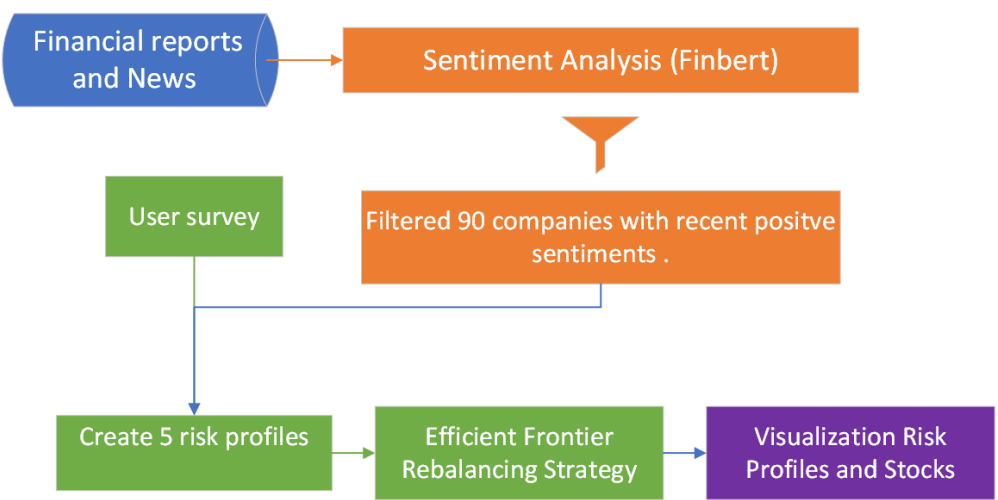 Financial reports
and News
Sentiment Analysis (Finbert)
User survey
Filtered 90 companies with recent positve
sentiments .
Create 5 risk profiles
Efficient Frontier
Rebalancing Strategy
Visualization Risk
Profiles and Stocks